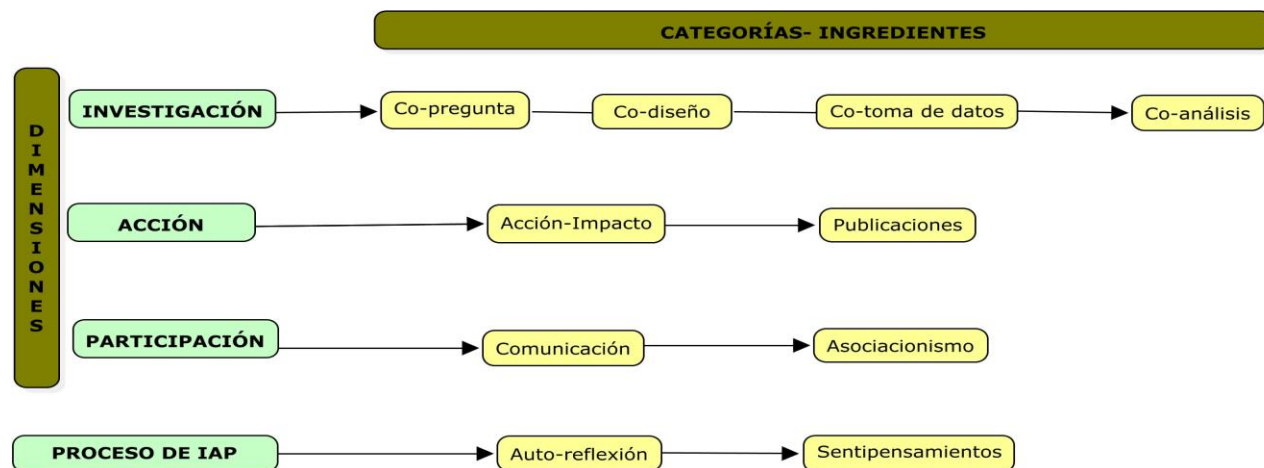 CATEGORÍAS- INGREDIENTES
DIMENSIONES
INVESTIGACIÓN
Co-pregunta
Co-diseño
Co-toma de datos
Co-análisis
ACCIÓN
Acción-Impacto
Publicaciones
PARTICIPACIÓN
Comunicación
Asociacionismo
PROCESO DE IAP
Auto-reflexión
Sentipensamientos